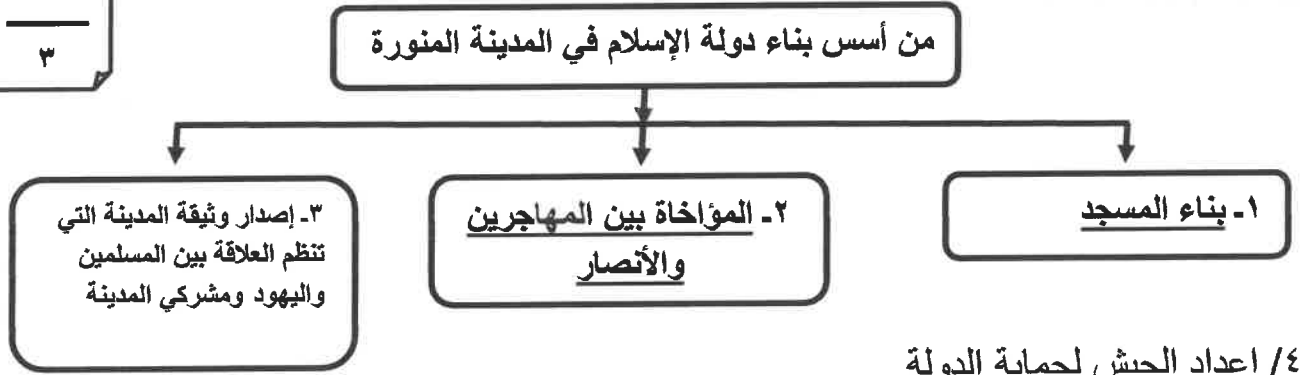 ٣
من أسس بناء دولة الإسلام في المدينة المنورة
١- بناء المسجد
٢- المؤاخاة بين المهاجرين
والأنصار
٣- إصدار وثيقة المدينة التي
تنظم العلاقة بين المسلمين
واليهود ومشركي المدينة
٤/ اعداد الجيش لحماية الدولة